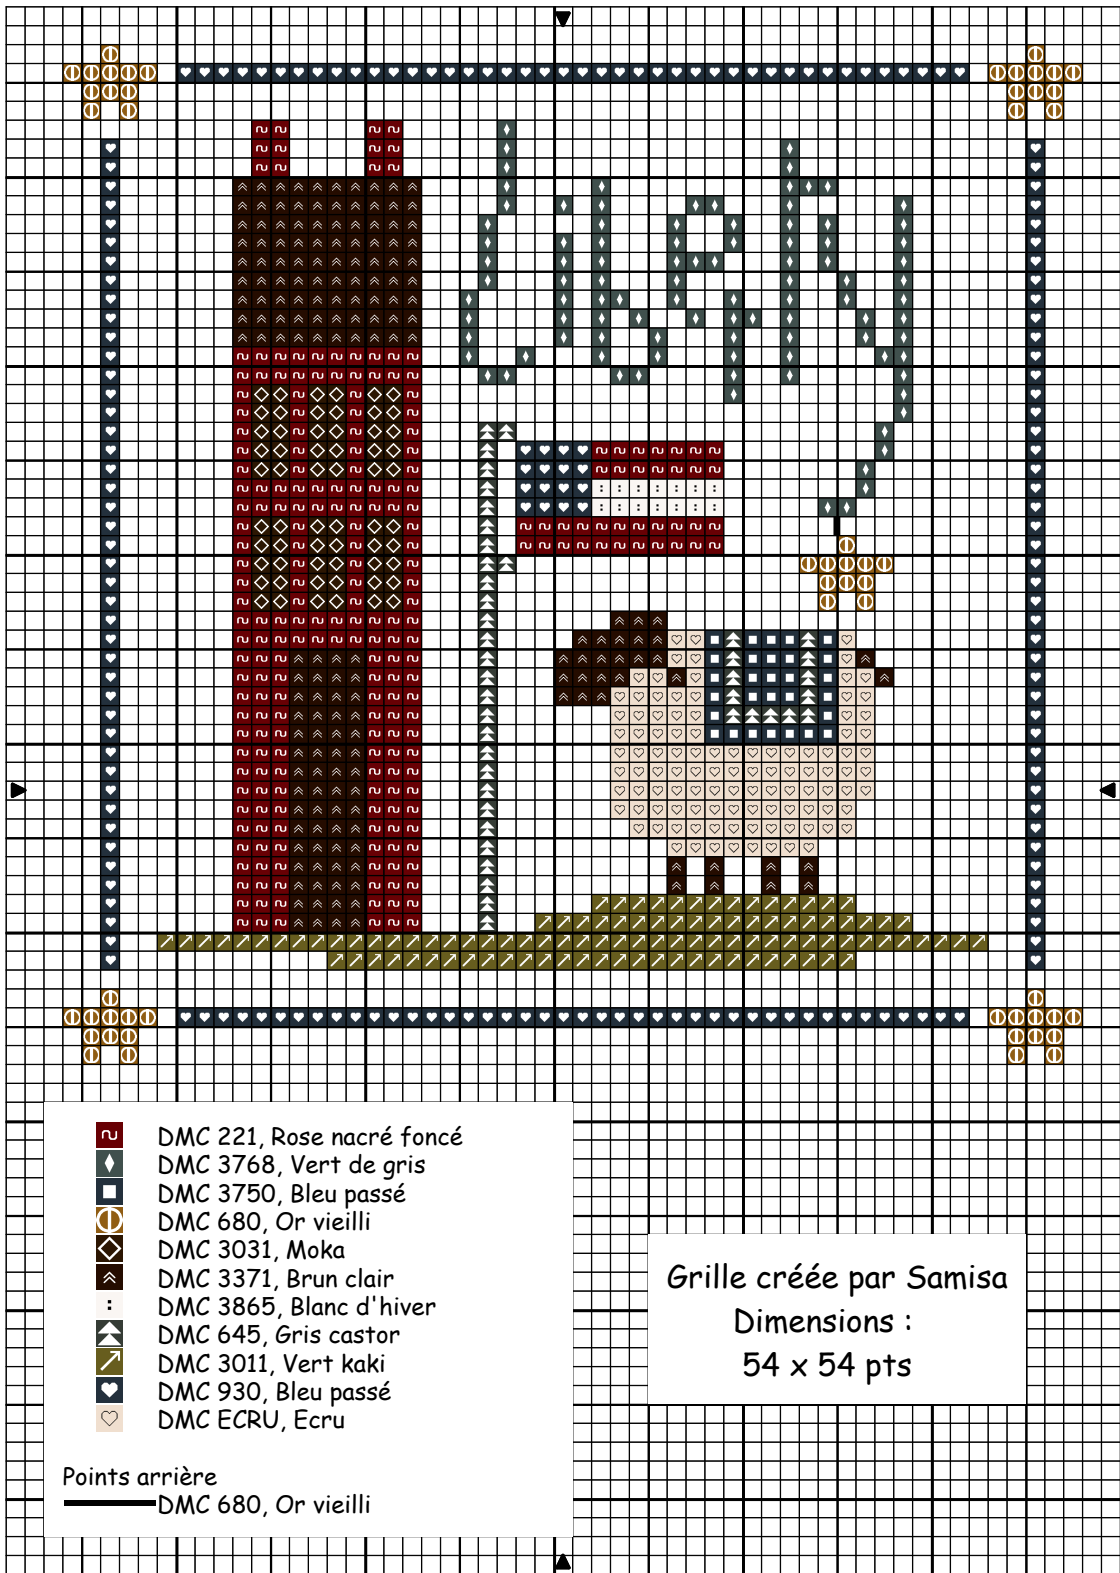 Liberty
DMC 221, Rose nacré foncé
DMC 3768, Vert de gris
DMC 3750, Bleu passé
DMC 680, Or vieilli
DMC 3031, Moka
DMC 3371, Brun clair
DMC 3865, Blanc d'hiver
DMC 645, Gris castor
DMC 3011, Vert kaki
DMC 930, Bleu passé
DMC ECRU, Ecru
Points arrière
DMC 680, Or vieilli
Grille créée par Samisa
Dimensions :
54 x 54 pts